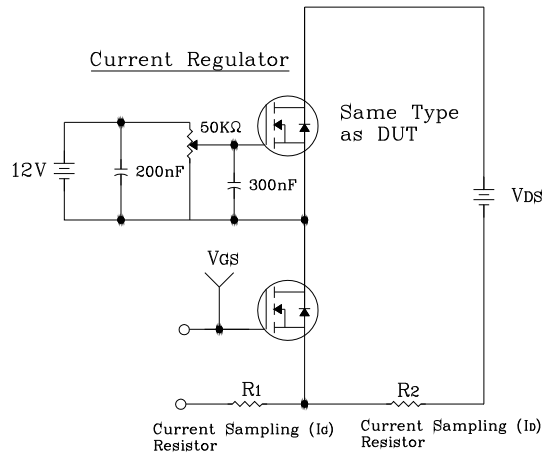 Current Regulator
Same Type
as DUT
50KΩ
12V
200nF
300nF
VDS
VGS
R1
R2
Current Sampling (IG)
Resistor
Current Sampling (ID)
Resistor